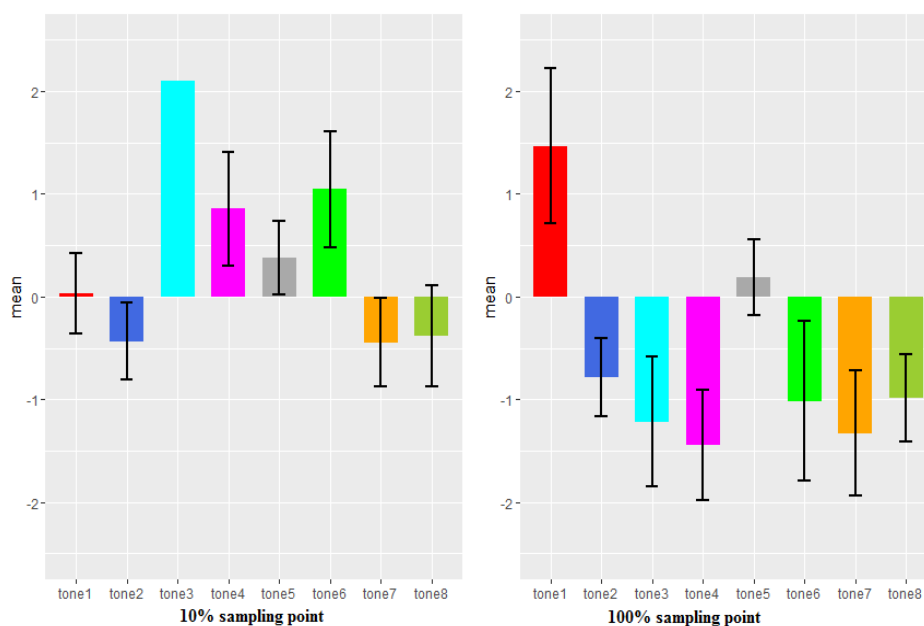 mean
2
1
0
-1
-2
tone1 tone2 tone3 tone4 tone5 tone6 tone7 tone8
10% sampling point
mean
2
1
0
-1
-2
tone1 tone2 tone3 tone4 tone5 tone6 tone7 tone8
100% sampling point